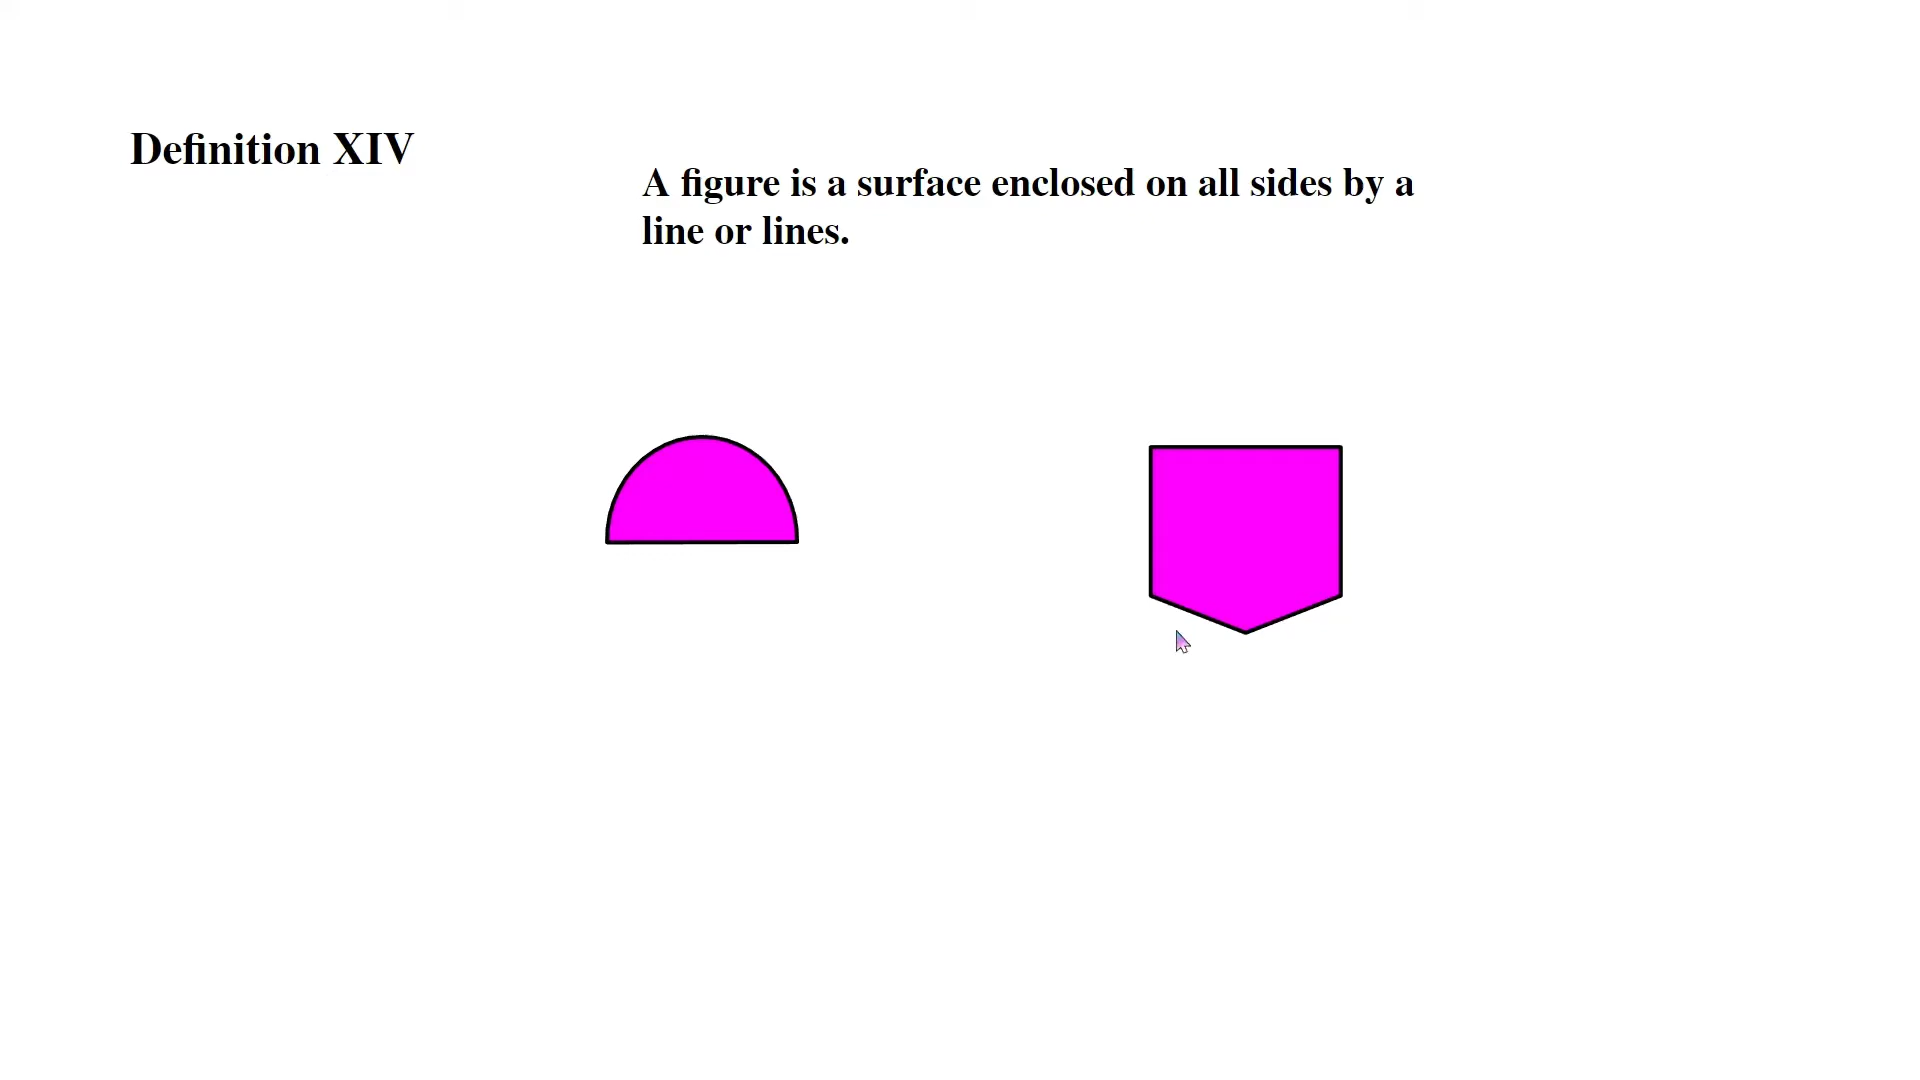 Definition XIV
A figure is a surface enclosed on all sides by a
line or lines.